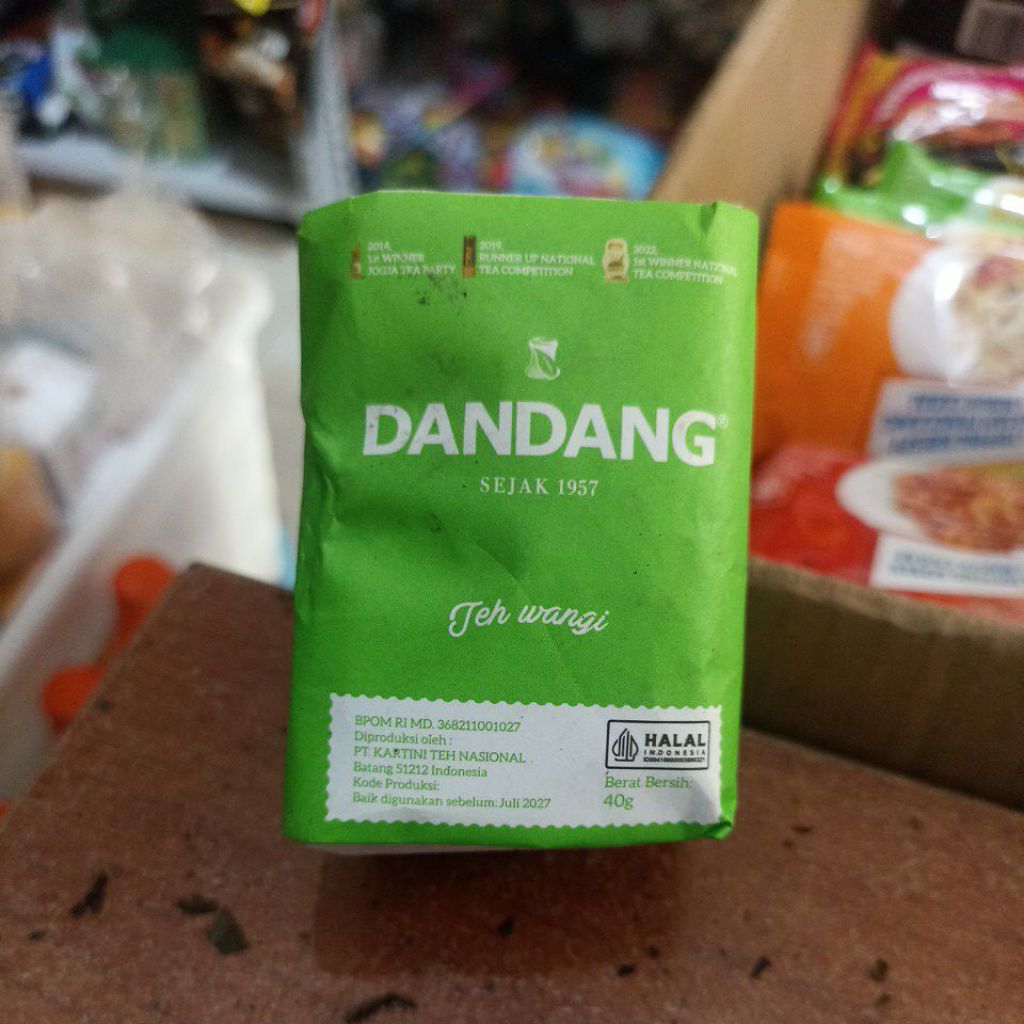 2014,
1st WINNER
JOGJA TEA PARTY
2019,
RUNNER UP NATIONAL
TEA COMPETITION
2022,
1st WINNER NATIONAL
TEA COMPETITION
DANDANG®
SEJAK 1957
Teh wangi
BPOM RI MD. 368211001027
Diproduksi oleh :
PT. KARTINI TEH NASIONAL
Batang 51212 Indonesia
Kode Produksi:
Baik digunakan sebelum: Juli 2027
HALAL
INDONESIA
Berat Bersih:
40g